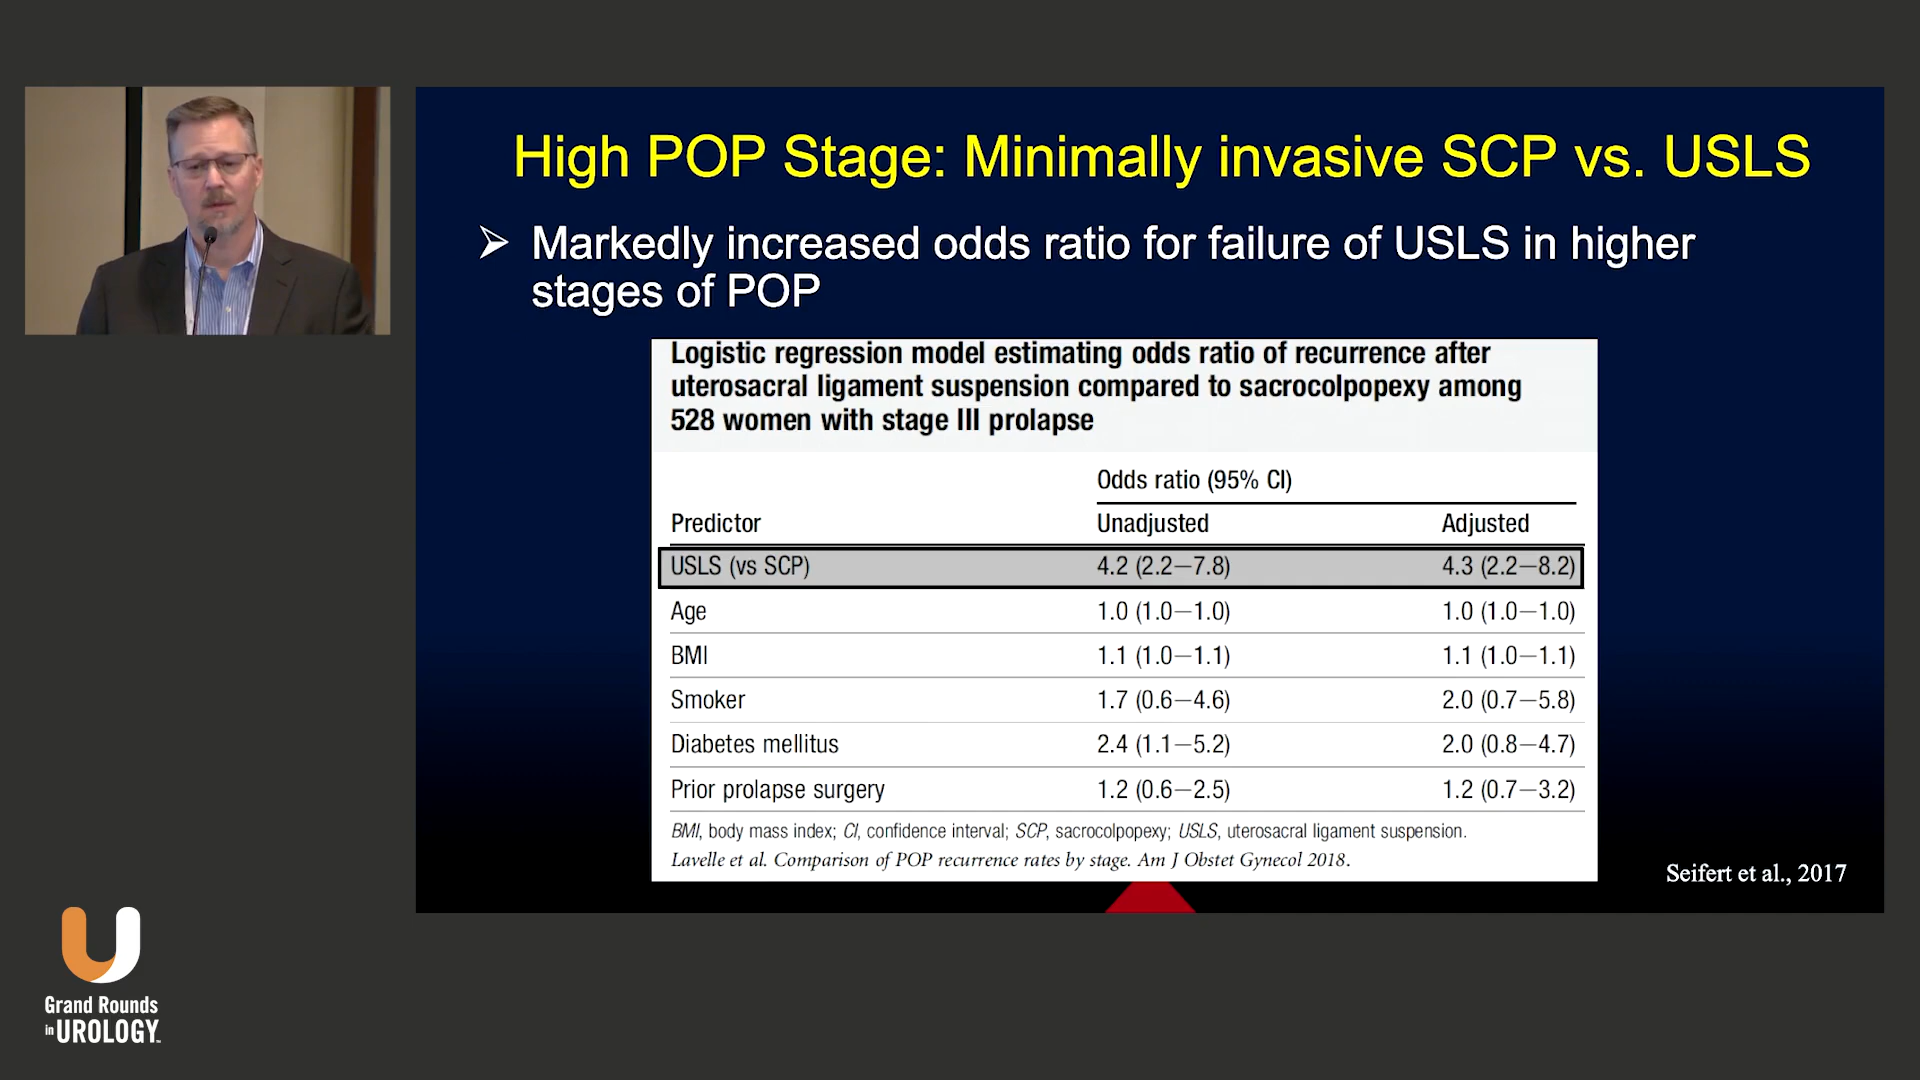 High POP Stage: Minimally invasive SCP vs. USLS
➢ Markedly increased odds ratio for failure of USLS in higher
stages of POP
Logistic regression model estimating odds ratio of recurrence after
uterosacral ligament suspension compared to sacrocolpopexy among
528 women with stage III prolapse
Odds ratio (95% CI)
Predictor Unadjusted Adjusted
USLS (vs SCP) 4.2 (2.2–7.8) 4.3 (2.2–8.2)
Age 1.0 (1.0–1.0) 1.0 (1.0–1.0)
BMI 1.1 (1.0–1.1) 1.1 (1.0–1.1)
Smoker 1.7 (0.6–4.6) 2.0 (0.7–5.8)
Diabetes mellitus 2.4 (1.1–5.2) 2.0 (0.8–4.7)
Prior prolapse surgery 1.2 (0.6–2.5) 1.2 (0.7–3.2)
BMI, body mass index; CI, confidence interval; SCP, sacrocolpopexy; USLS, uterosacral ligament suspension.
Lavelle et al. Comparison of POP recurrence rates by stage. Am J Obstet Gynecol 2018.
Seifert et al., 2017
Grand Rounds
in UROLOGY™